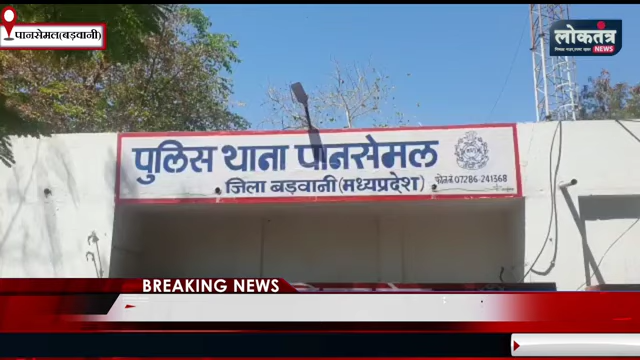 पानसेमल(बड़वानी)
लोकतंत्र
NEWS
पुलिस थाना पानसेमल
जिला बड़वानी (मध्यप्रदेश)
फोन नं. 07286-241368
BREAKING NEWS